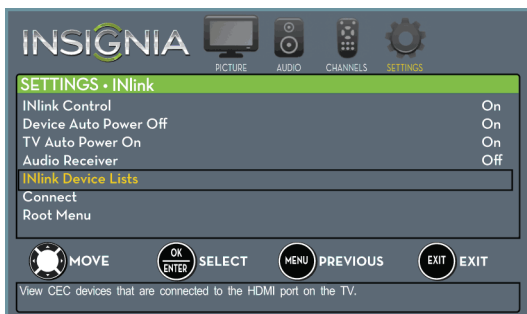 INSIGNIA
PICTURE AUDIO CHANNELS SETTINGS
SETTINGS • INlink
INlink Control On
Device Auto Power Off On
TV Auto Power On On
Audio Receiver Off
INlink Device Lists
Connect
Root Menu
MOVE OK ENTER SELECT MENU PREVIOUS EXIT EXIT
View CEC devices that are connected to the HDMI port on the TV.